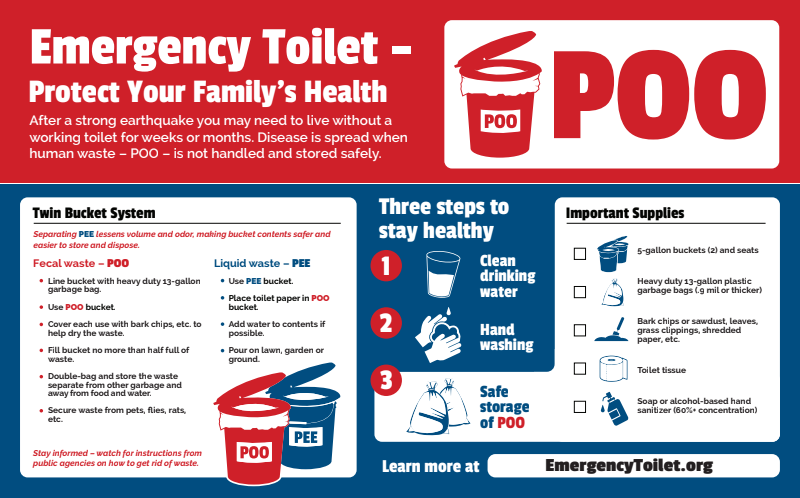 Emergency Toilet –
Protect Your Family's Health
After a strong earthquake you may need to live without a
working toilet for weeks or months. Disease is spread when
human waste – POO – is not handled and stored safely.
POO
POO
Twin Bucket System
Separating PEE lessens volume and odor, making bucket contents safer and
easier to store and dispose.
Fecal waste – POO
• Line bucket with heavy duty 13-gallon
garbage bag.
• Use POO bucket.
• Cover each use with bark chips, etc. to
help dry the waste.
• Fill bucket no more than half full of
waste.
• Double-bag and store the waste
separate from other garbage and
away from food and water.
• Secure waste from pets, flies, rats,
etc.
Stay informed – watch for instructions from
public agencies on how to get rid of waste.
Liquid waste – PEE
• Use PEE bucket.
• Place toilet paper in POO
bucket.
• Add water to contents if
possible.
• Pour on lawn, garden or
ground.
POO
PEE
Three steps to
stay healthy
1
Clean
drinking
water
2
Hand
washing
3
Safe
storage
of POO
Important Supplies
5-gallon buckets (2) and seats
Heavy duty 13-gallon plastic
garbage bags (.9 mil or thicker)
Bark chips or sawdust, leaves,
grass clippings, shredded
paper, etc.
Toilet tissue
Soap or alcohol-based hand
sanitizer (60%+ concentration)
Learn more at
EmergencyToilet.org